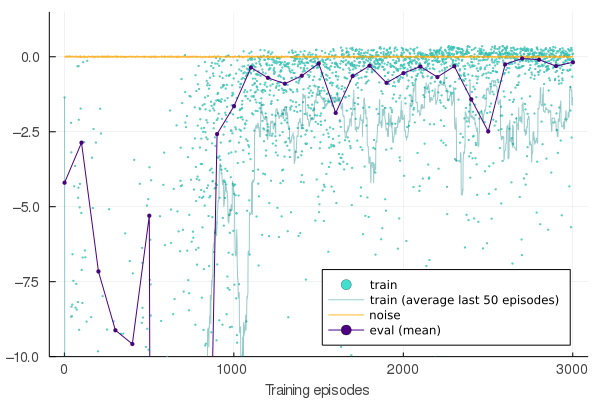 0.0
−2.5
−5.0
−7.5
−10.0
train
train (average last 50 episodes)
noise
eval (mean)
0 1000 2000 3000
Training episodes